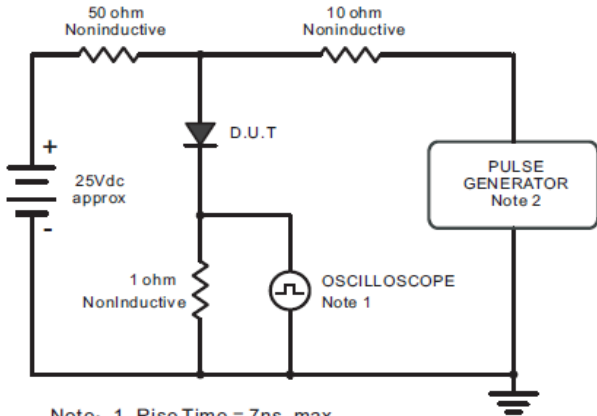 50 ohm
Noninductive
10 ohm
Noninductive
D.U.T
+
25Vdc
approx
-
PULSE
GENERATOR
Note 2
1 ohm
NonInductive
OSCILLOSCOPE
Note 1
Note: 1. Rise Time = 7ns max.